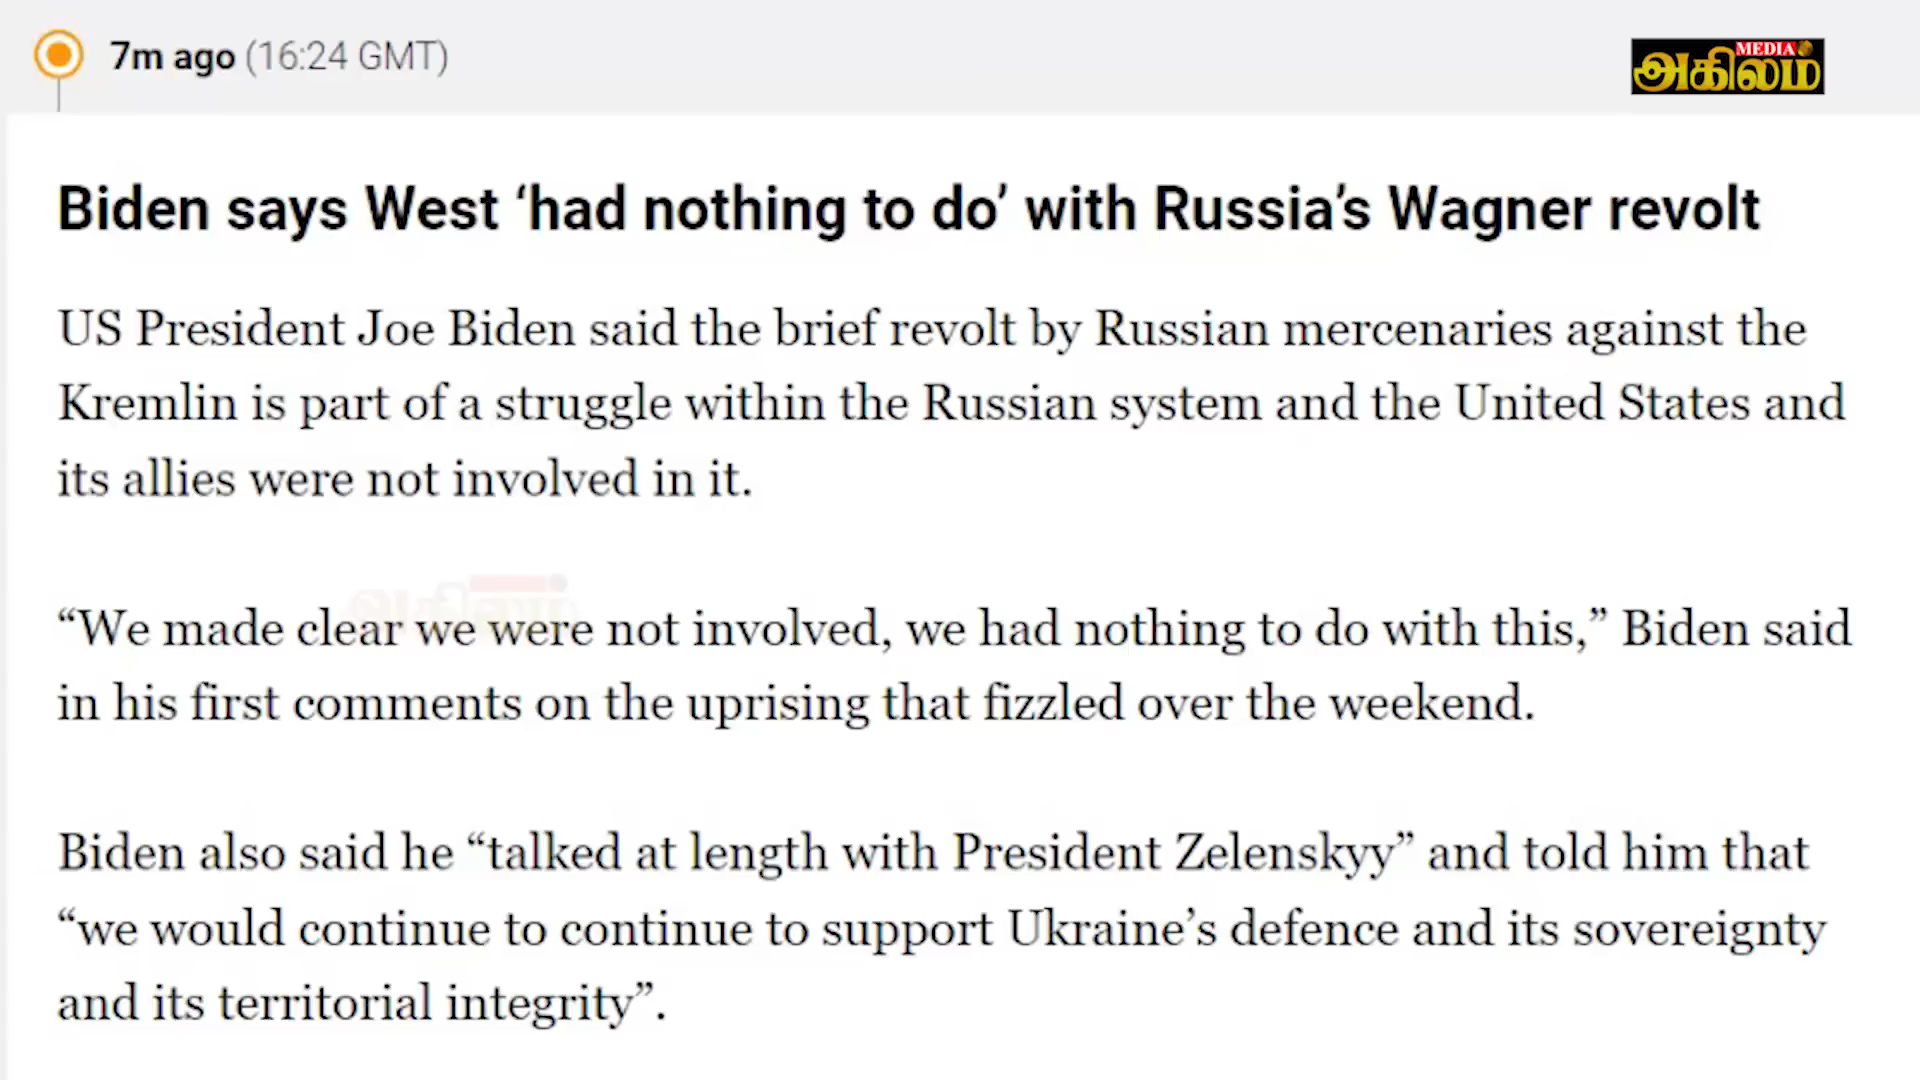 7m ago (16:24 GMT)
MEDIA
அகிலம்
Biden says West ‘had nothing to do’ with Russia’s Wagner revolt
US President Joe Biden said the brief revolt by Russian mercenaries against the
Kremlin is part of a struggle within the Russian system and the United States and
its allies were not involved in it.
அகிலம்
“We made clear we were not involved, we had nothing to do with this,” Biden said
in his first comments on the uprising that fizzled over the weekend.
Biden also said he “talked at length with President Zelenskyy” and told him that
“we would continue to continue to support Ukraine’s defence and its sovereignty
and its territorial integrity”.